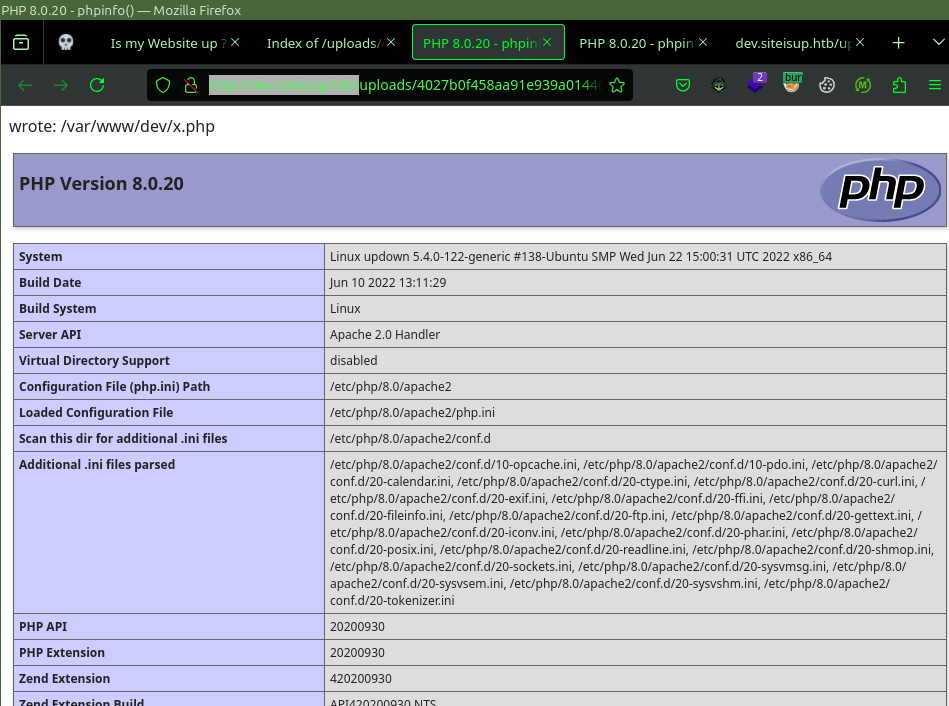 PHP 8.0.20 - phpinfo() — Mozilla Firefox
Is my Website up ?
Index of /uploads/
PHP 8.0.20 - phpin
PHP 8.0.20 - phpin
dev.siteisup.htb/up
uploads/4027b0f458aa91e939a0144
2
bur
wrote: /var/www/dev/x.php
PHP Version 8.0.20
php
System Linux updown 5.4.0-122-generic #138-Ubuntu SMP Wed Jun 22 15:00:31 UTC 2022 x86_64
Build Date Jun 10 2022 13:11:29
Build System Linux
Server API Apache 2.0 Handler
Virtual Directory Support disabled
Configuration File (php.ini) Path /etc/php/8.0/apache2
Loaded Configuration File /etc/php/8.0/apache2/php.ini
Scan this dir for additional .ini files /etc/php/8.0/apache2/conf.d
Additional .ini files parsed /etc/php/8.0/apache2/conf.d/10-opcache.ini, /etc/php/8.0/apache2/conf.d/10-pdo.ini, /etc/php/8.0/apache2/
conf.d/20-calendar.ini, /etc/php/8.0/apache2/conf.d/20-ctype.ini, /etc/php/8.0/apache2/conf.d/20-curl.ini, /
etc/php/8.0/apache2/conf.d/20-exif.ini, /etc/php/8.0/apache2/conf.d/20-ffi.ini, /etc/php/8.0/apache2/
conf.d/20-fileinfo.ini, /etc/php/8.0/apache2/conf.d/20-ftp.ini, /etc/php/8.0/apache2/conf.d/20-gettext.ini, /
etc/php/8.0/apache2/conf.d/20-iconv.ini, /etc/php/8.0/apache2/conf.d/20-phar.ini, /etc/php/8.0/apache2/
conf.d/20-posix.ini, /etc/php/8.0/apache2/conf.d/20-readline.ini, /etc/php/8.0/apache2/conf.d/20-shmop.ini,
/etc/php/8.0/apache2/conf.d/20-sockets.ini, /etc/php/8.0/apache2/conf.d/20-sysvmsg.ini, /etc/php/8.0/
apache2/conf.d/20-sysvsem.ini, /etc/php/8.0/apache2/conf.d/20-sysvshm.ini, /etc/php/8.0/apache2/
conf.d/20-tokenizer.ini
PHP API 20200930
PHP Extension 20200930
Zend Extension 420200930
Zend Extension Build API420200930,NTS